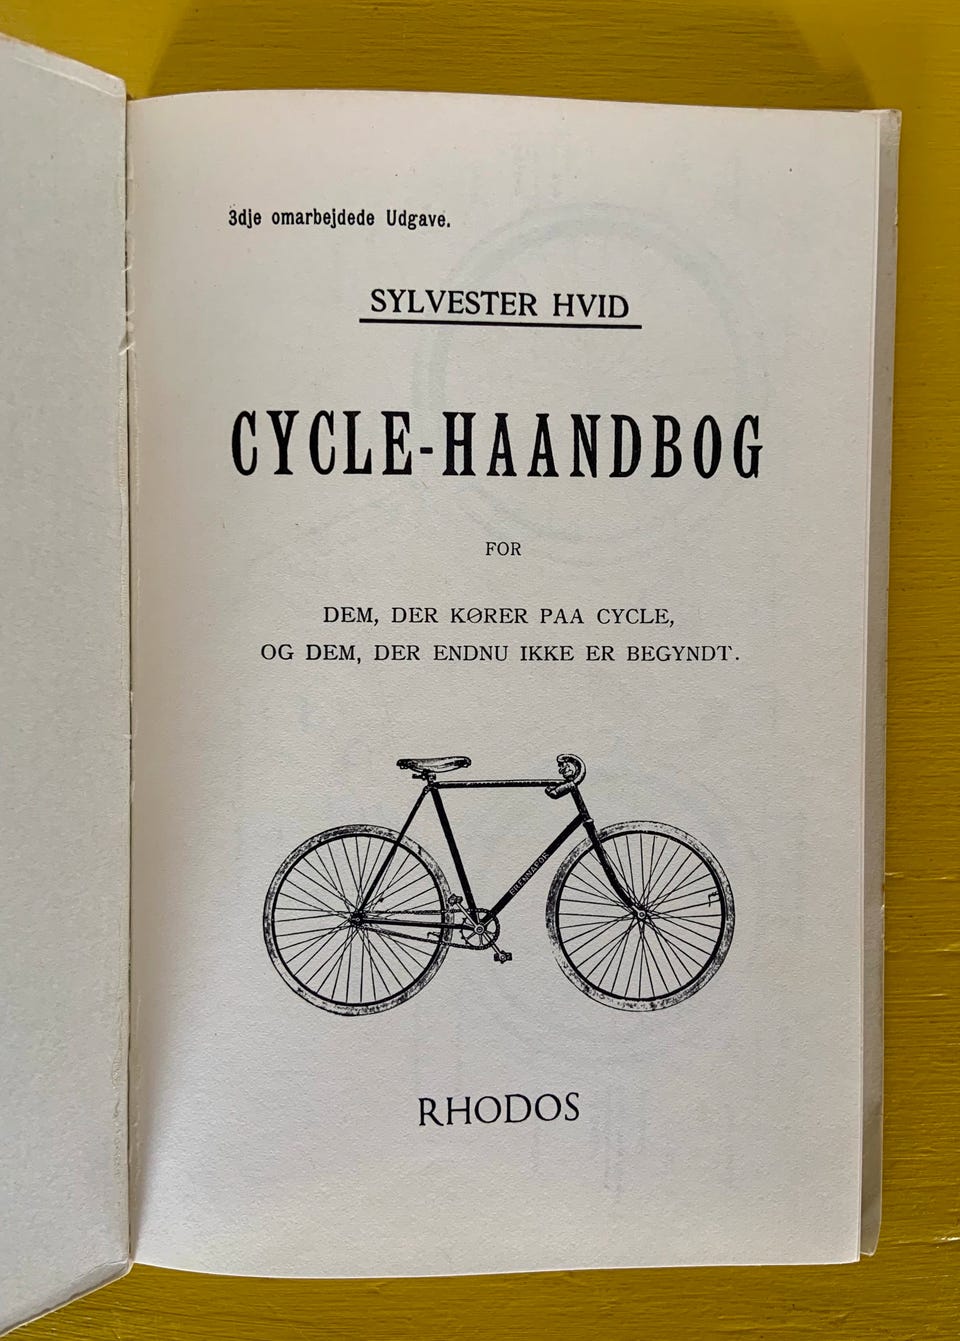 3dje omarbejdede Udgave.
SYLVESTER HVID
CYCLE-HAANDBOG
FOR
DEM, DER KØRER PAA CYCLE,
OG DEM, DER ENDNU IKKE ER BEGYNDT.
BRENNABOR
RHODOS